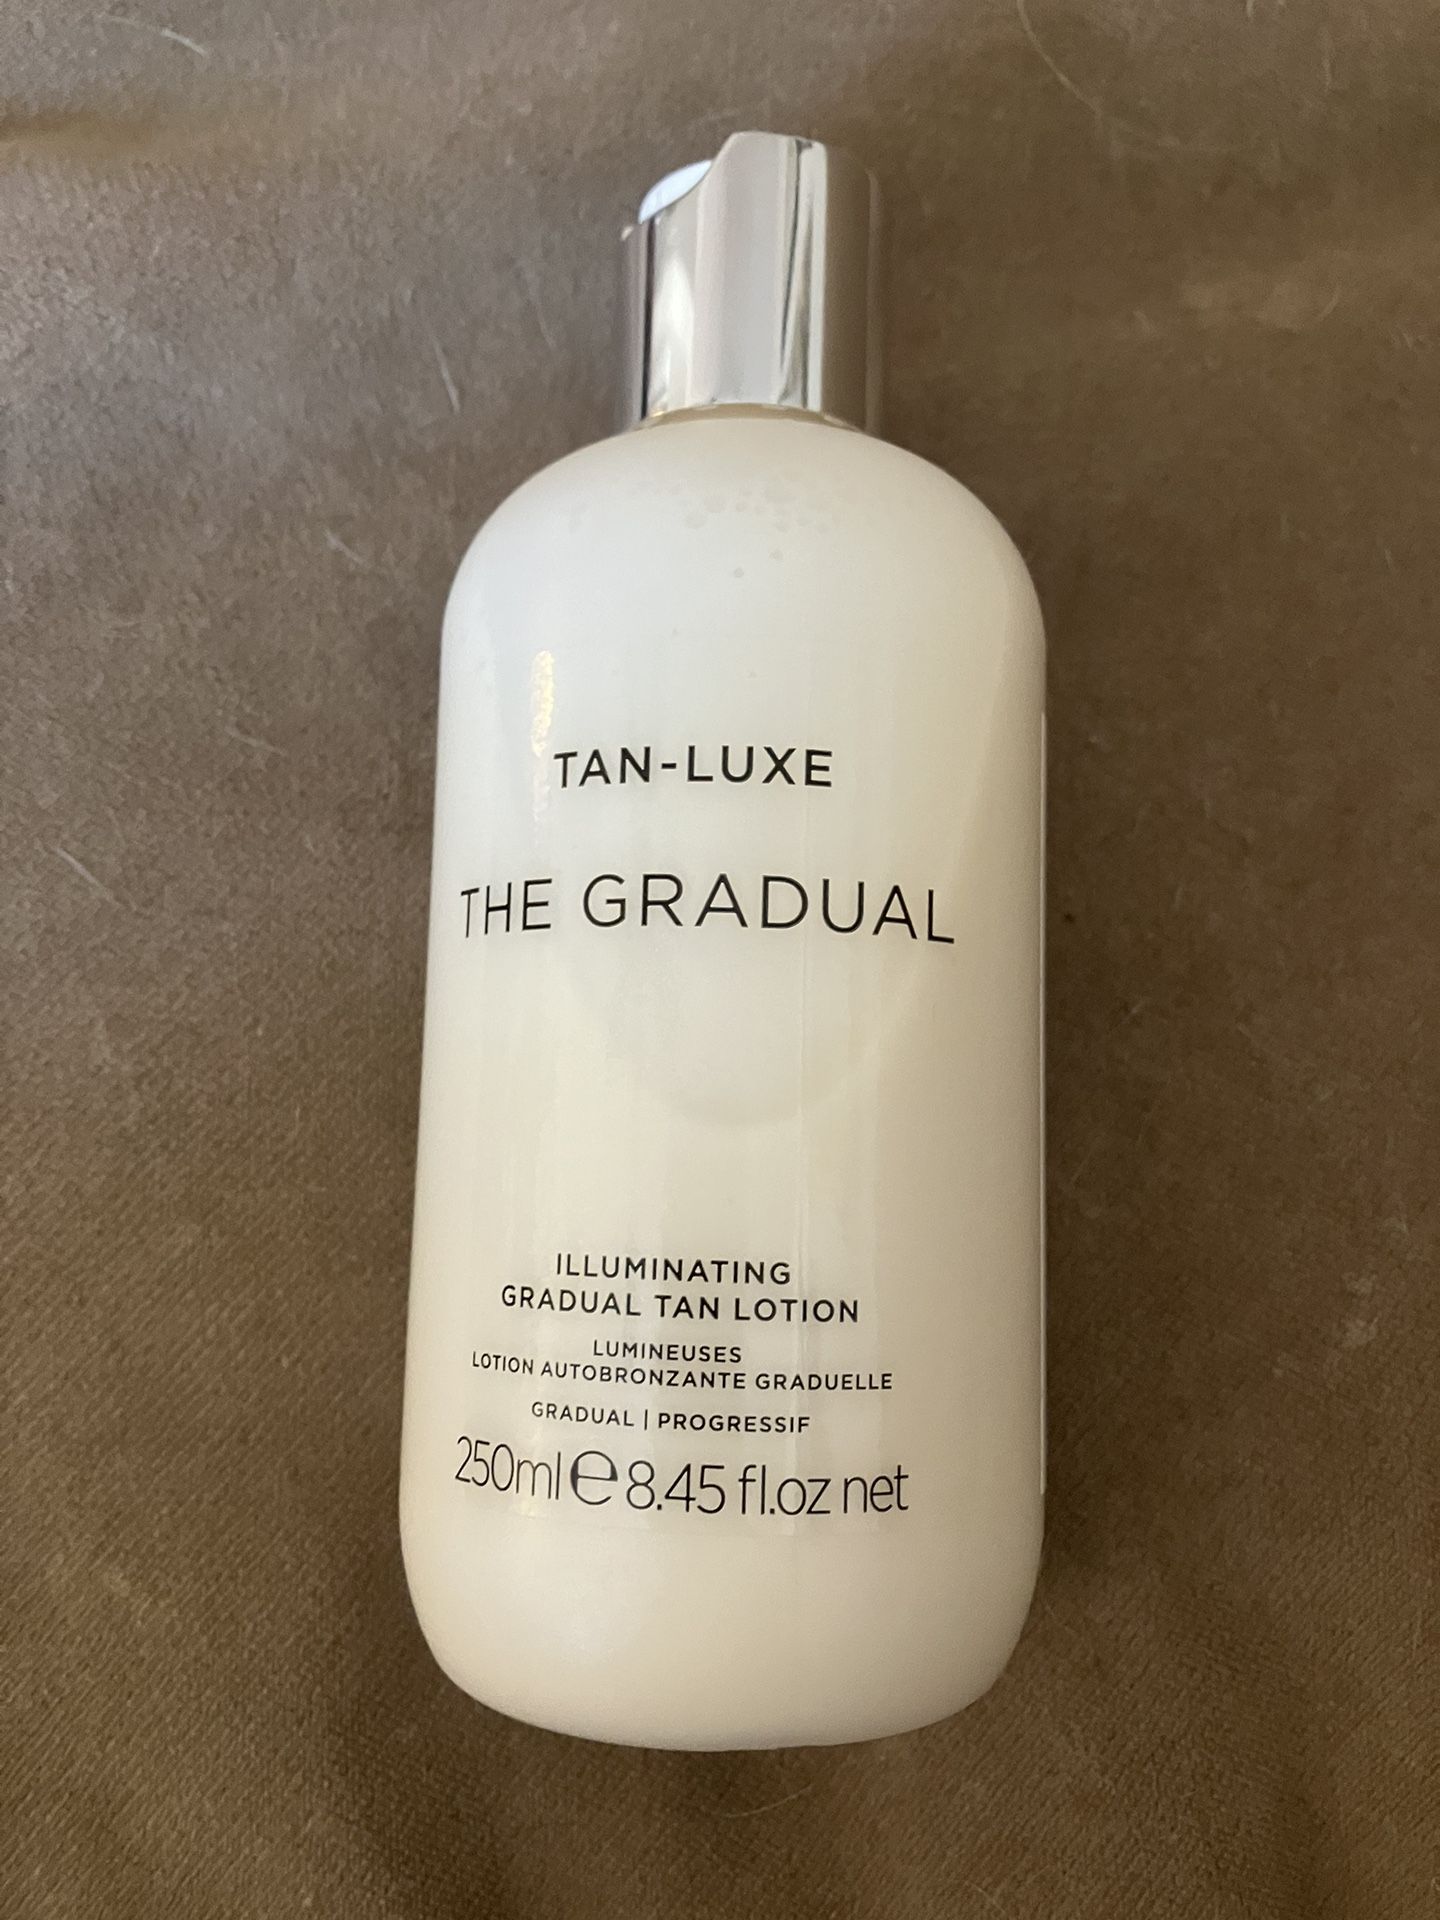 TAN-LUXE
THE GRADUAL
ILLUMINATING
GRADUAL TAN LOTION
LUMINEUSES
LOTION AUTOBRONZANTE GRADUELLE
GRADUAL | PROGRESSIF
250ml e 8.45 fl.oz net